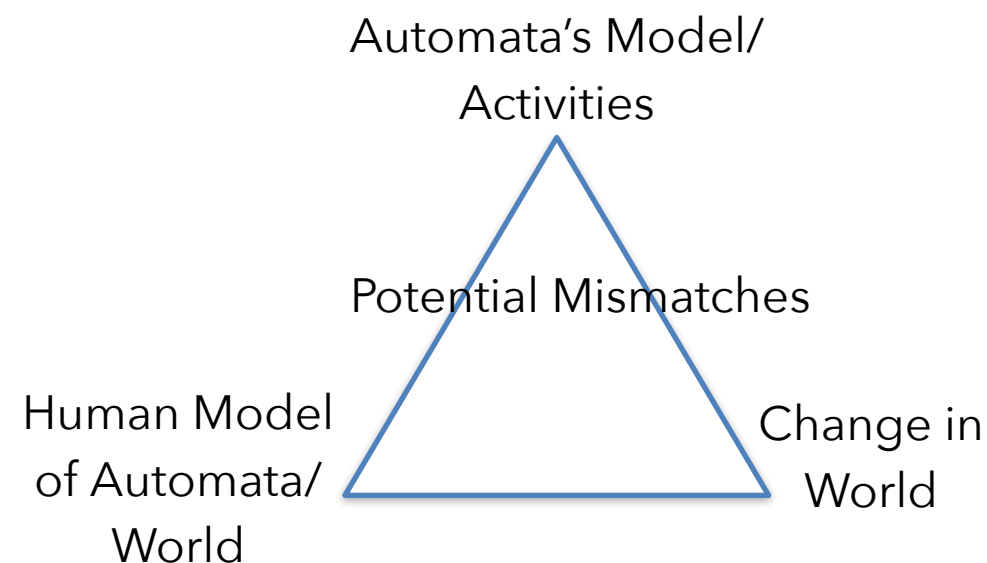 Automata’s Model/
Activities
Potential Mismatches
Human Model
of Automata/
World
Change in
World